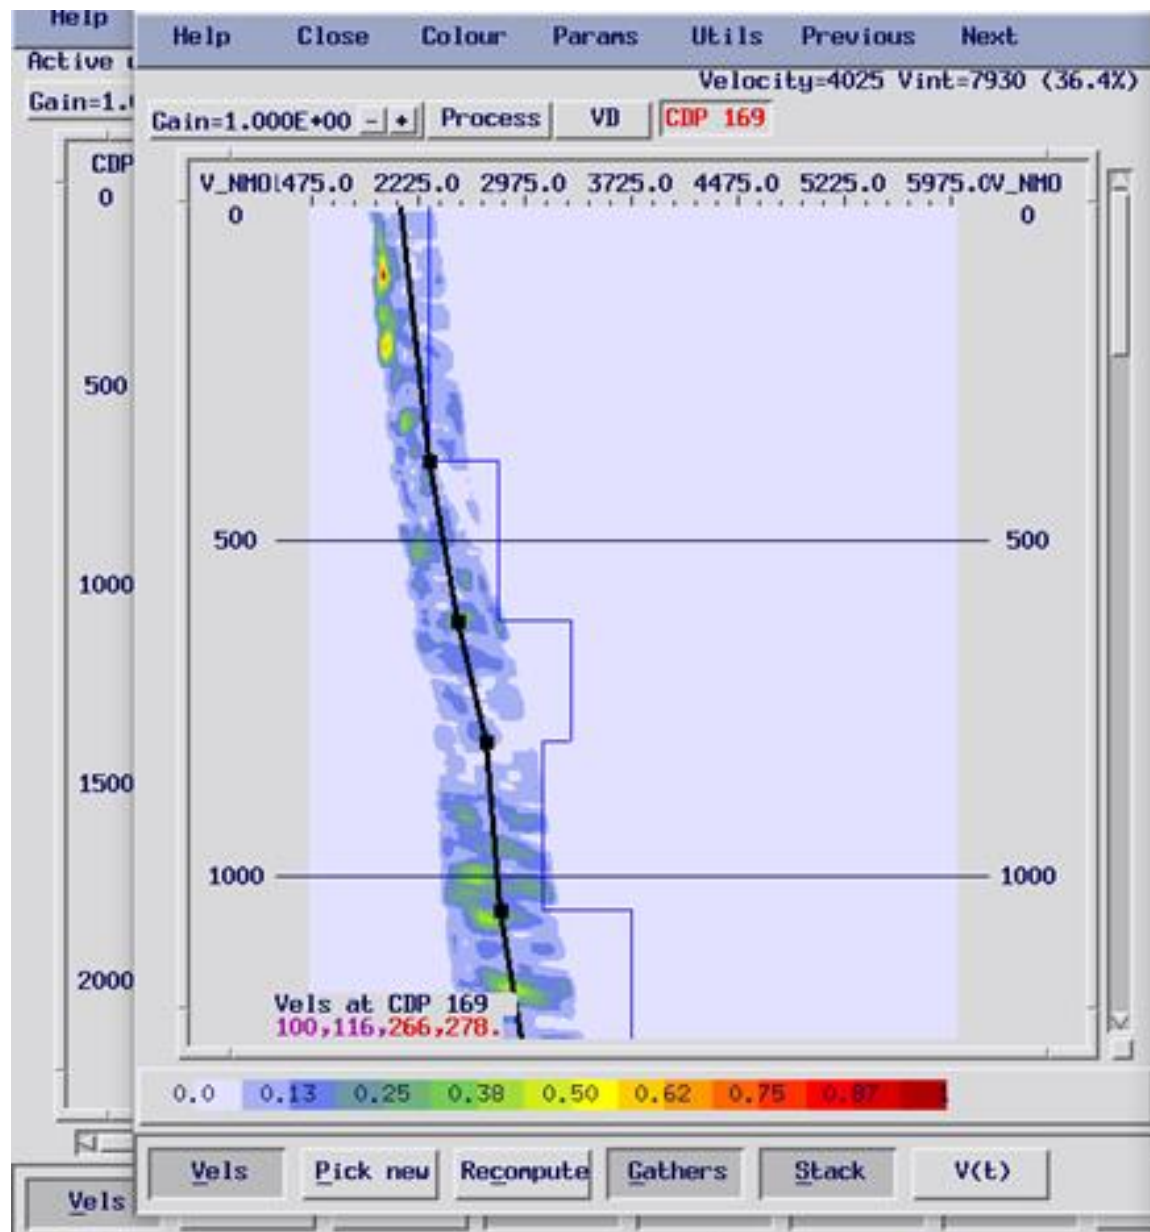 Help
Help Close Colour Params Utils Previous Next
Active
Velocity=4025 Vint=7930 (36.4%)
Gain=1.
Gain=1.000E+00 - + Process VD CDP 169
CDP
V_NMO 1475.0 2225.0 2975.0 3725.0 4475.0 5225.0 5975.0 V_NMO
0
0 0
500
500 500
1000
1500
1000 1000
2000
Vels at CDP 169
100,116,266,278.
0.0 0.13 0.25 0.38 0.50 0.62 0.75 0.87
Vels Pick new Recompute Gathers Stack V(t)
Vels